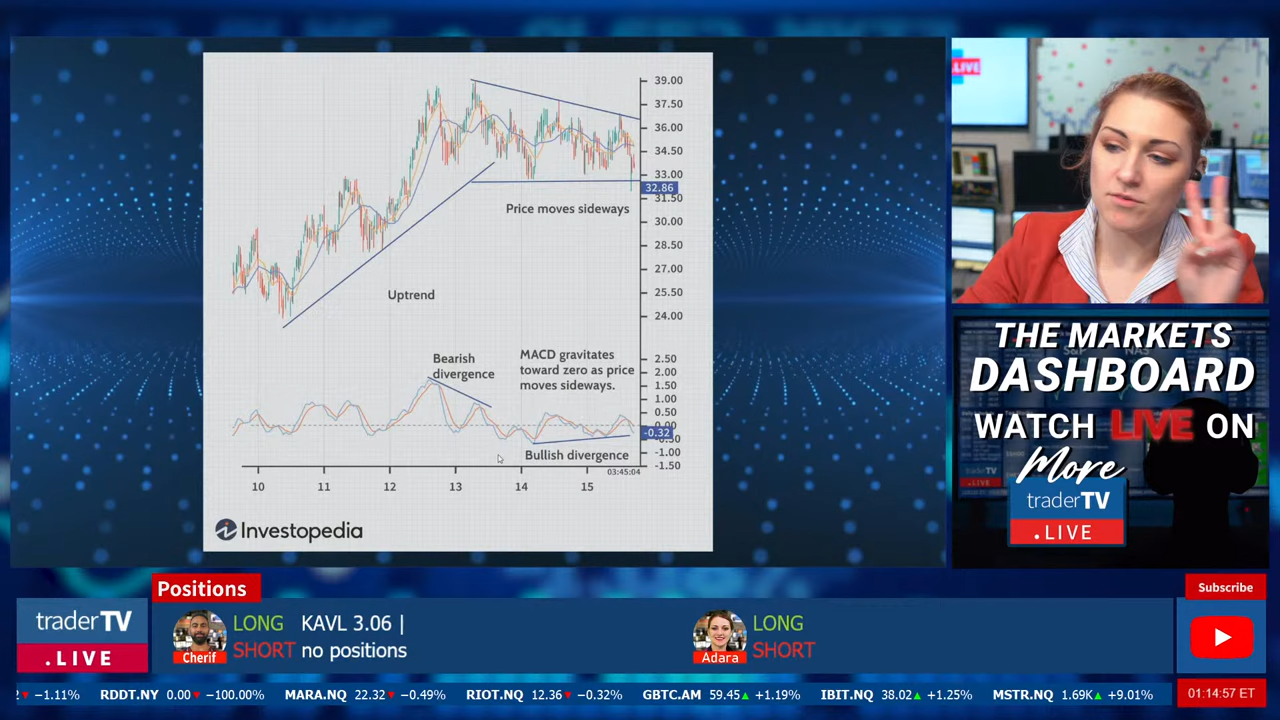 39.00
37.50
36.00
34.50
33.00
32.86
31.50
30.00
28.50
27.00
25.50
24.00
Price moves sideways
Uptrend
Bearish
divergence
MACD gravitates
toward zero as price
moves sideways.
2.50
2.00
1.50
1.00
0.50
0.00
-0.32
-1.00
-1.50
Bullish divergence
03:45:04
10 11 12 13 14 15
Investopedia
.LIVE
THE MARKETS
DASHBOARD
WATCH LIVE ON
More
traderTV
.LIVE
Positions
traderTV
.LIVE
Cherif
LONG KAVL 3.06 |
SHORT no positions
Adara
LONG
SHORT
Subscribe
−1.11% RDDT.NY 0.00 −100.00% MARA.NQ 22.32 −0.49% RIOT.NQ 12.36 −0.32% GBTC.AM 59.45 +1.19% IBIT.NQ 38.02 +1.25% MSTR.NQ 1.69K +9.01%
01:14:57 ET